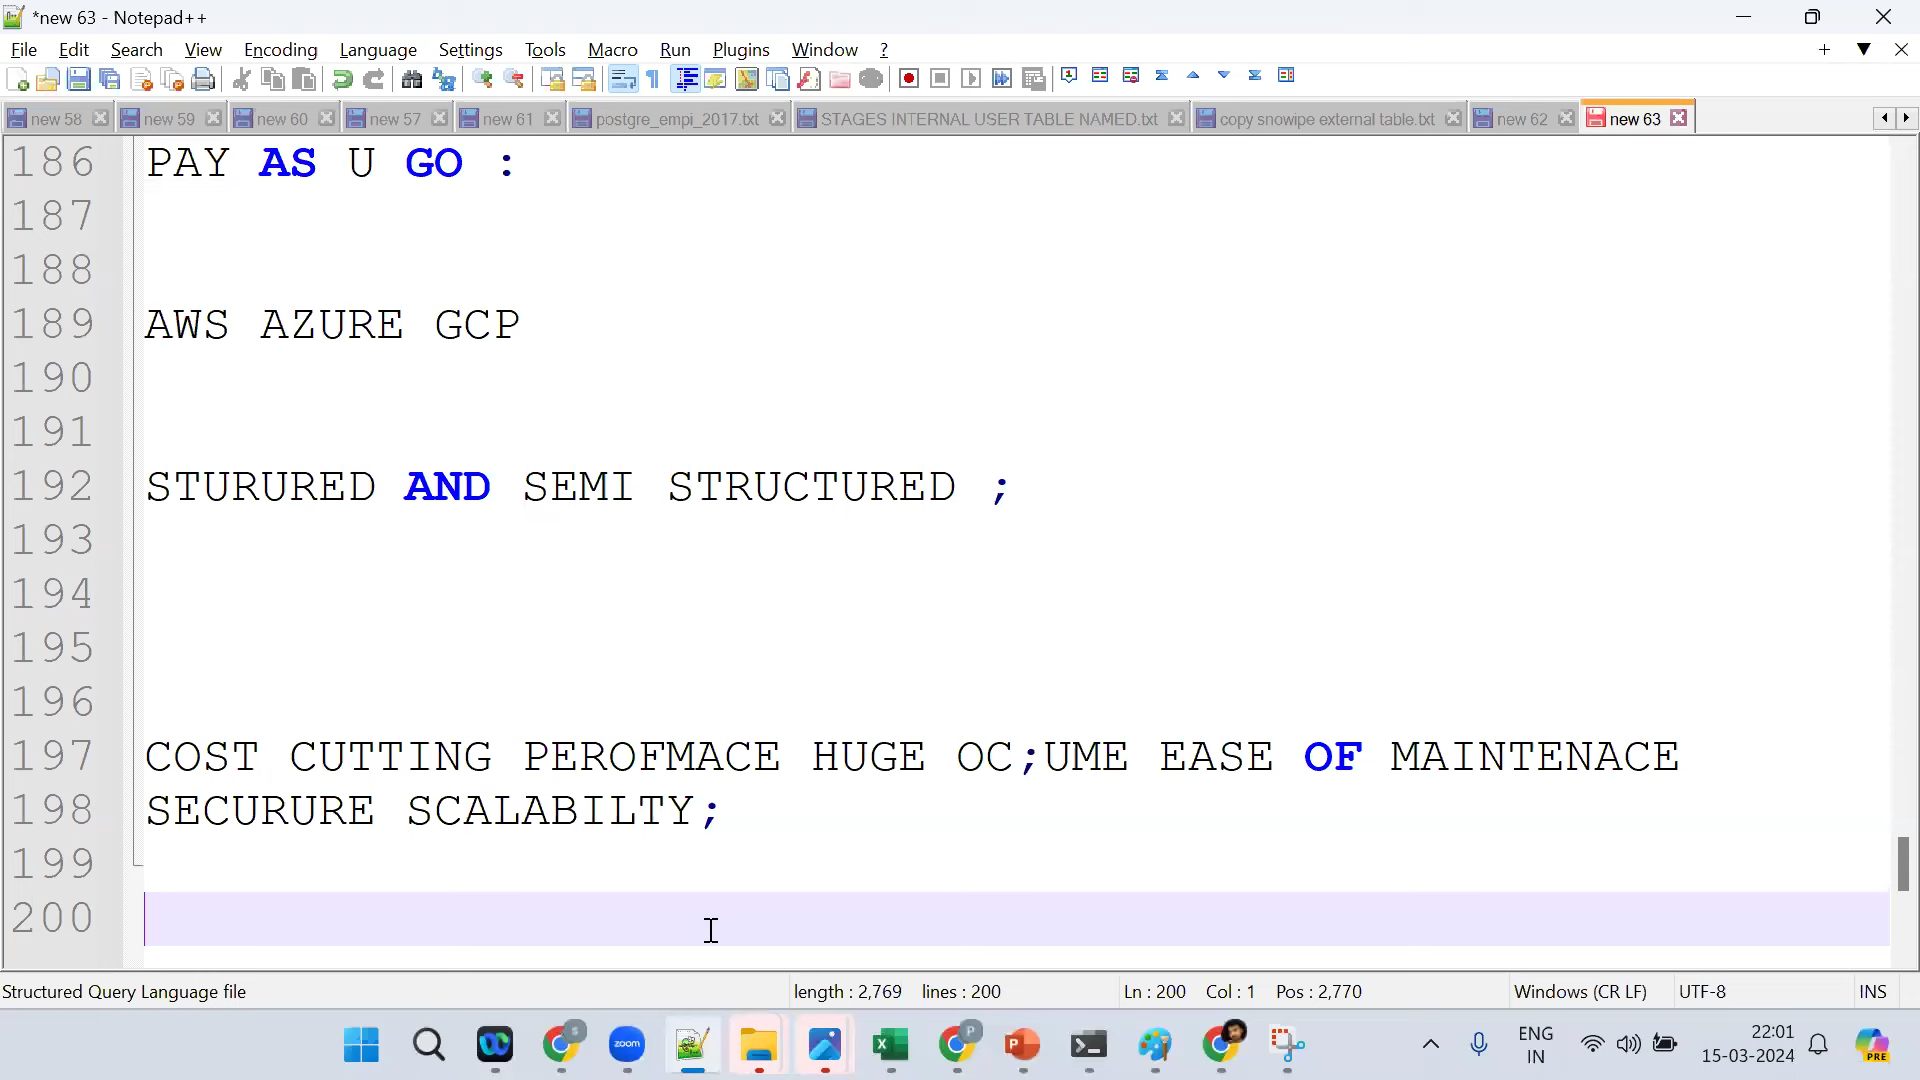 *new 63 - Notepad++
File Edit Search View Encoding Language Settings Tools Macro Run Plugins Window ?
new 58 new 59 new 60 new 57 new 61 postgre_empi_2017.txt STAGES INTERNAL USER TABLE NAMED.txt copy snowipe external table.txt new 62 new 63
186 PAY AS U GO :
187
188
189 AWS AZURE GCP
190
191
192 STURURED AND SEMI STRUCTURED ;
193
194
195
196
197 COST CUTTING PEROFMACE HUGE OC;UME EASE OF MAINTENACE
198 SECURURE SCALABILTY;
199
200
Structured Query Language file length : 2,769 lines : 200 Ln : 200 Col : 1 Pos : 2,770 Windows (CR LF) UTF-8 INS
S zoom P ENG 22:01
IN 15-03-2024 PRE